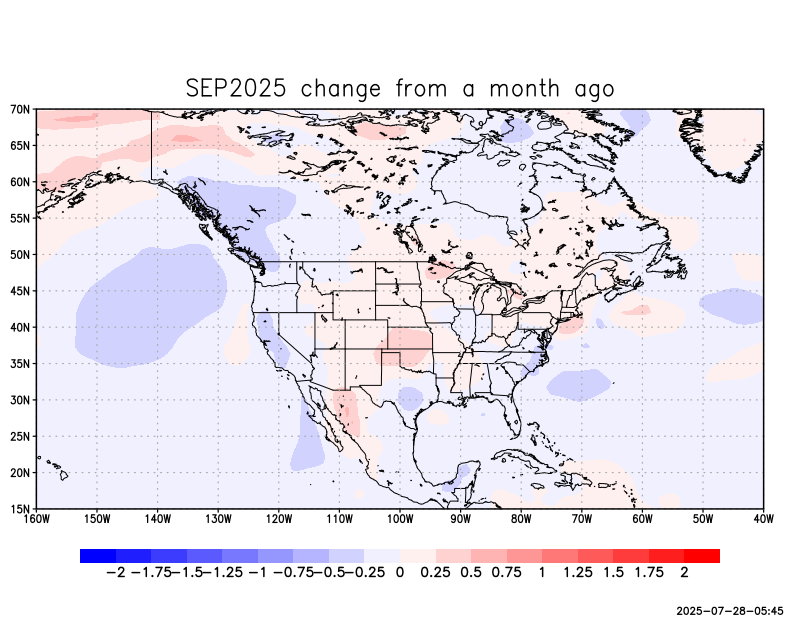 SEP2025 change from a month ago
70N
65N
60N
55N
50N
45N
40N
35N
30N
25N
20N
15N
160W 150W 140W 130W 120W 110W 100W 90W 80W 70W 60W 50W 40W
−2 −1.75 −1.5 −1.25 −1 −0.75 −0.5 −0.25 0 0.25 0.5 0.75 1 1.25 1.5 1.75 2
2025-07-28-05:45